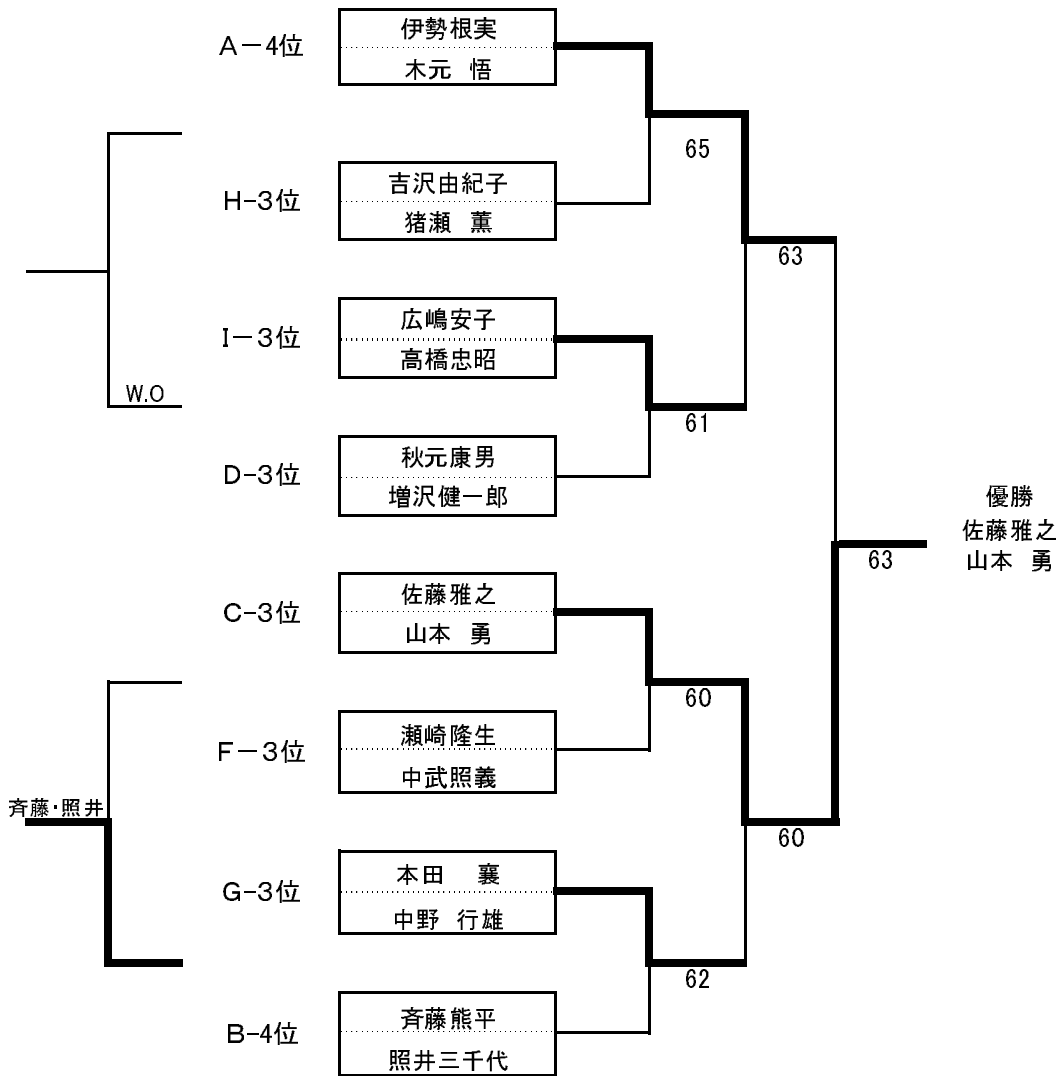 A－4位
伊勢根実
木元　悟
65
H-3位
吉沢由紀子
猪瀬　薫
63
I－3位
広嶋安子
高橋忠昭
W.O
61
D-3位
秋元康男
増沢健一郎
優勝
佐藤雅之
山本　勇
63
C-3位
佐藤雅之
山本　勇
60
F－3位
瀬崎隆生
中武照義
斉藤・照井
60
G-3位
本田　襄
中野　行雄
62
B-4位
斉藤熊平
照井三千代